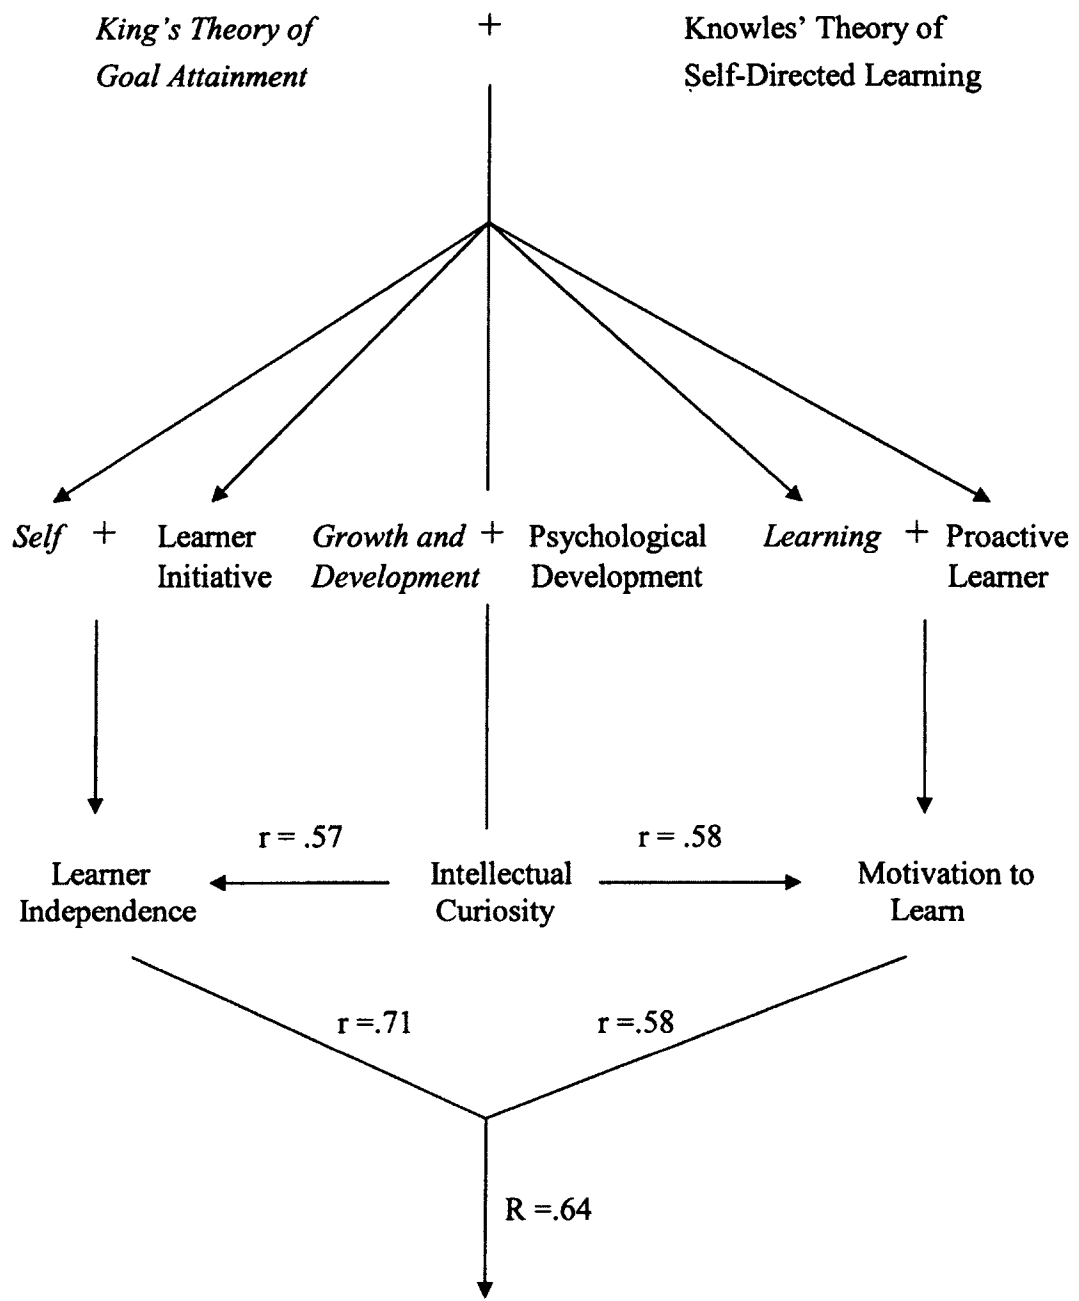 King's Theory of
Goal Attainment
+
Knowles' Theory of
Self-Directed Learning
Self + Learner
Initiative
Growth and + Psychological
Development Development
Learning + Proactive
Learner
r = .57
r = .58
Learner
Independence
Intellectual
Curiosity
Motivation to
Learn
r =.71
r =.58
R =.64